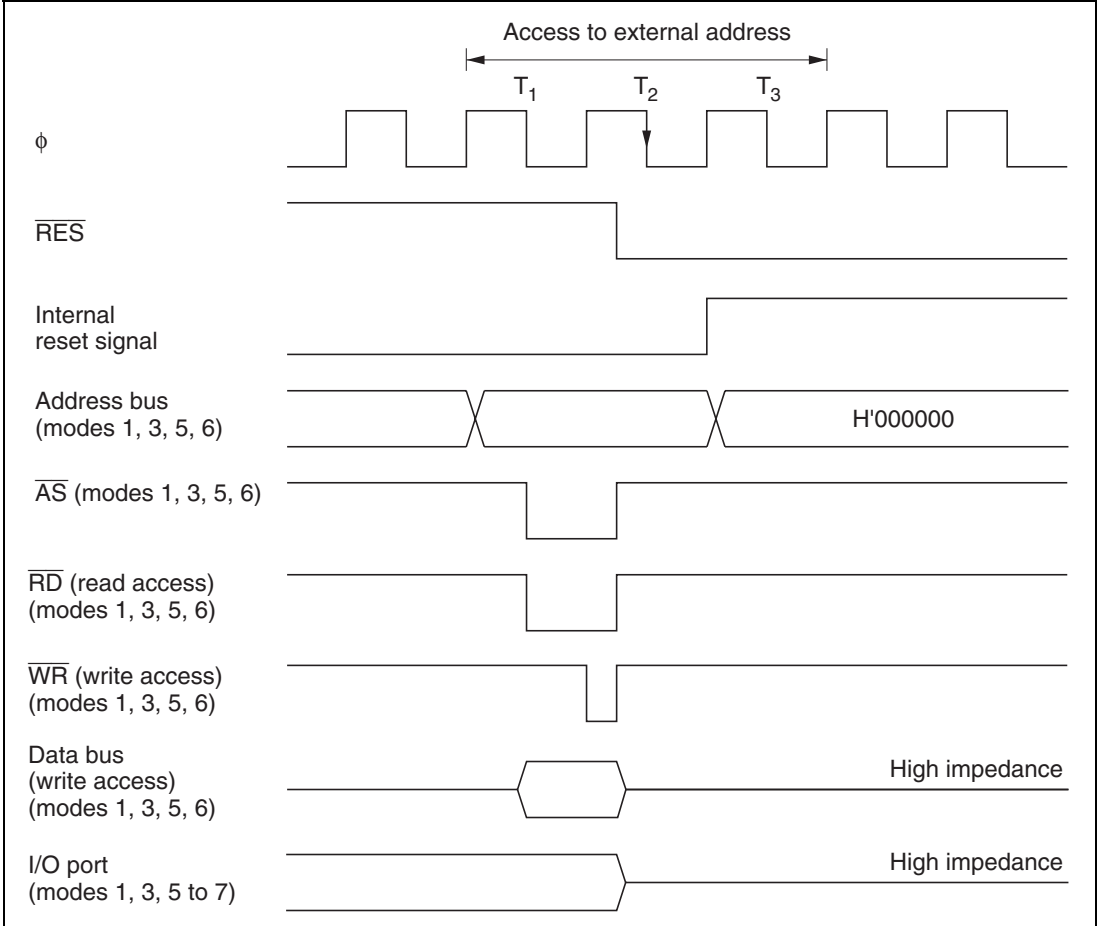 Access to external address
T1 T2 T3
ϕ
RES
Internal
reset signal
Address bus
(modes 1, 3, 5, 6)
H'000000
AS (modes 1, 3, 5, 6)
RD (read access)
(modes 1, 3, 5, 6)
WR (write access)
(modes 1, 3, 5, 6)
Data bus
(write access)
(modes 1, 3, 5, 6)
High impedance
I/O port
(modes 1, 3, 5 to 7)
High impedance